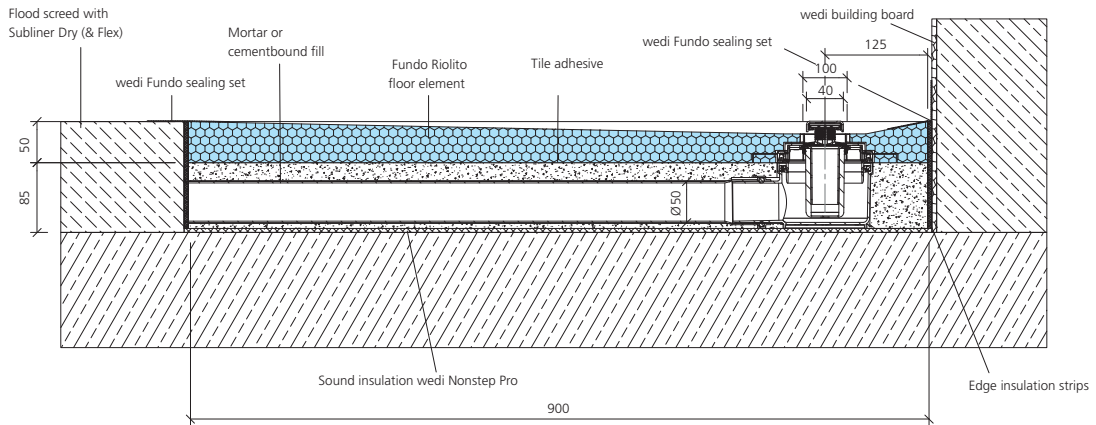 Flood screed with
Subliner Dry (& Flex)
wedi Fundo sealing set
Mortar or
cementbound fill
Fundo Riolito
floor element
Tile adhesive
wedi Fundo sealing set
wedi building board
125
100
40
50
85
Ø50
Sound insulation wedi Nonstep Pro
Edge insulation strips
900